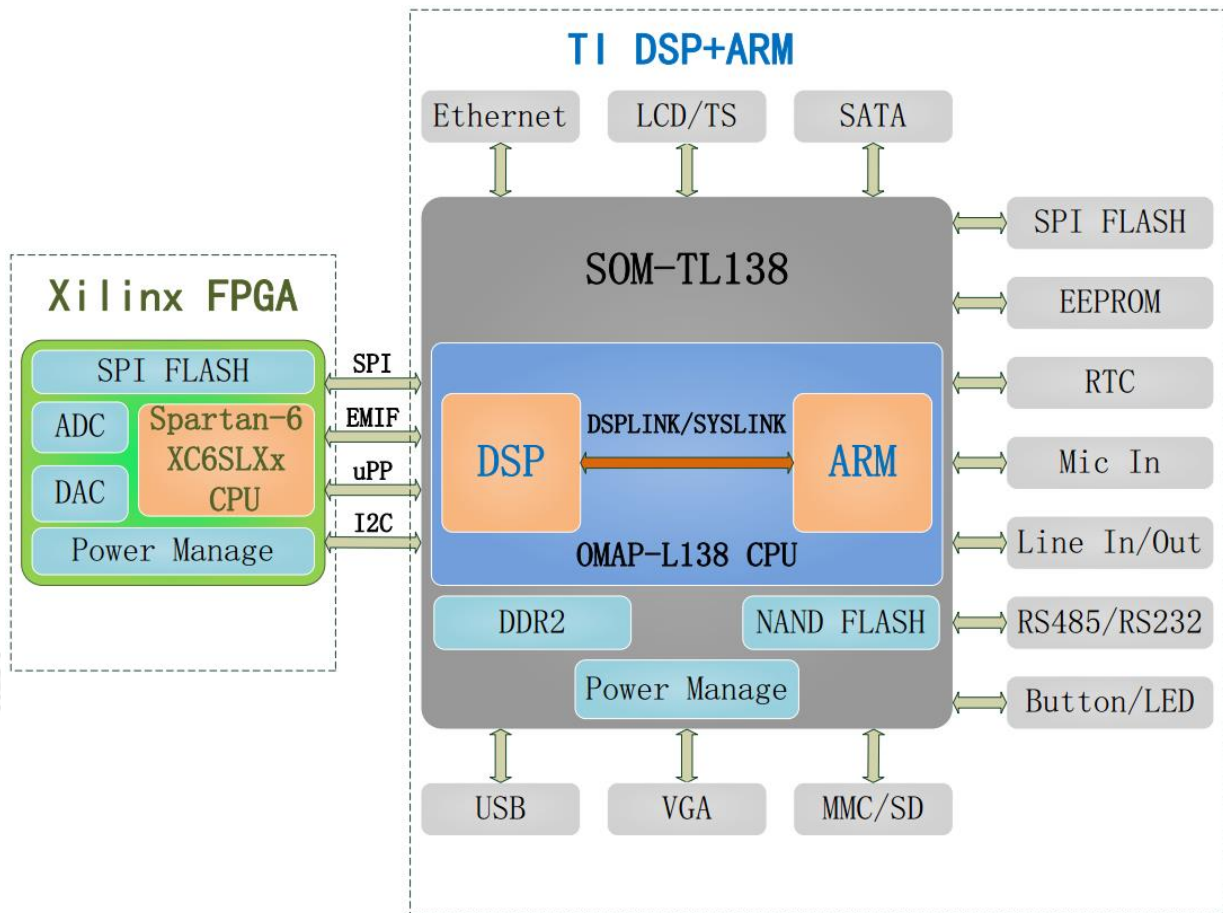 TI DSP+ARM
Ethernet
LCD/TS
SATA
SOM-TL138
SPI FLASH
EEPROM
RTC
Mic In
Line In/Out
RS485/RS232
Button/LED
Xilinx FPGA
SPI FLASH
ADC
DAC
Spartan-6
XC6SLXx
CPU
Power Manage
SPI
EMIF
uPP
I2C
DSP
DSPLINK/SYSLINK
ARM
OMAP-L138 CPU
DDR2
NAND FLASH
Power Manage
USB
VGA
MMC/SD